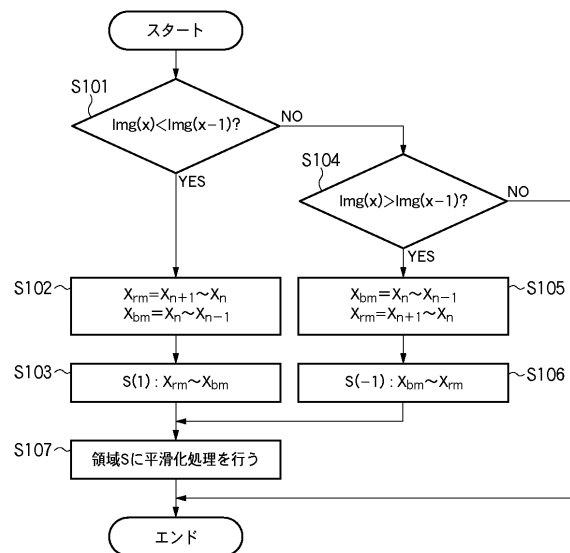 スタート
S101
Img(x)<Img(x−1)?
NO
YES
S104
Img(x)>Img(x−1)?
NO
YES
S102
Xrm=Xn+1~Xn
Xbm=Xn~Xn−1
S105
Xbm=Xn~Xn−1
Xrm=Xn+1~Xn
S103
S(1) : Xrm~Xbm
S106
S(−1) : Xbm~Xrm
S107
領域Sに平滑化処理を行う
エンド